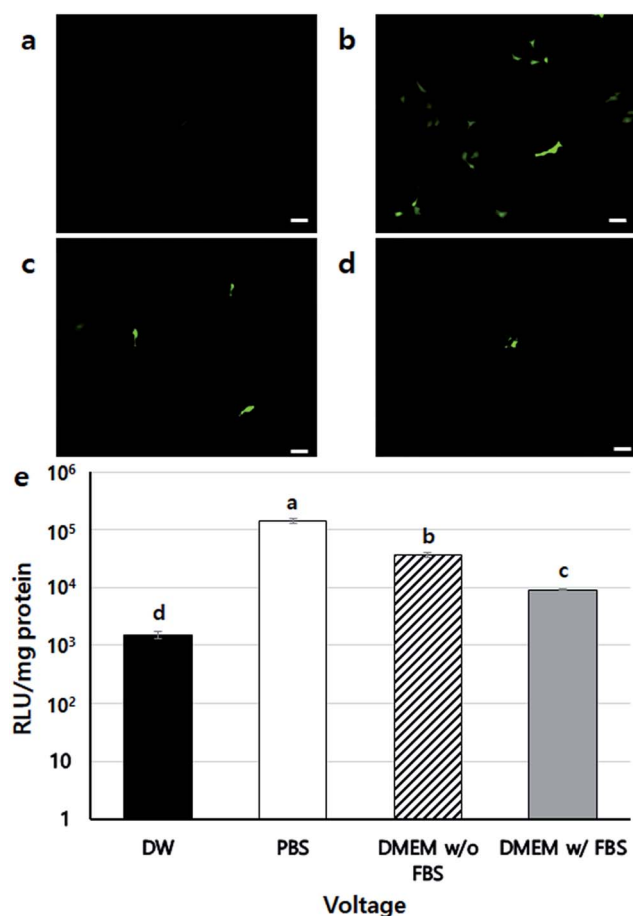 a
b
c
d
e
10⁶
10⁵
10⁴
10³
10²
10
1
RLU/mg protein
d
a
b
c
DW
PBS
DMEM w/o
FBS
DMEM w/ FBS
Voltage